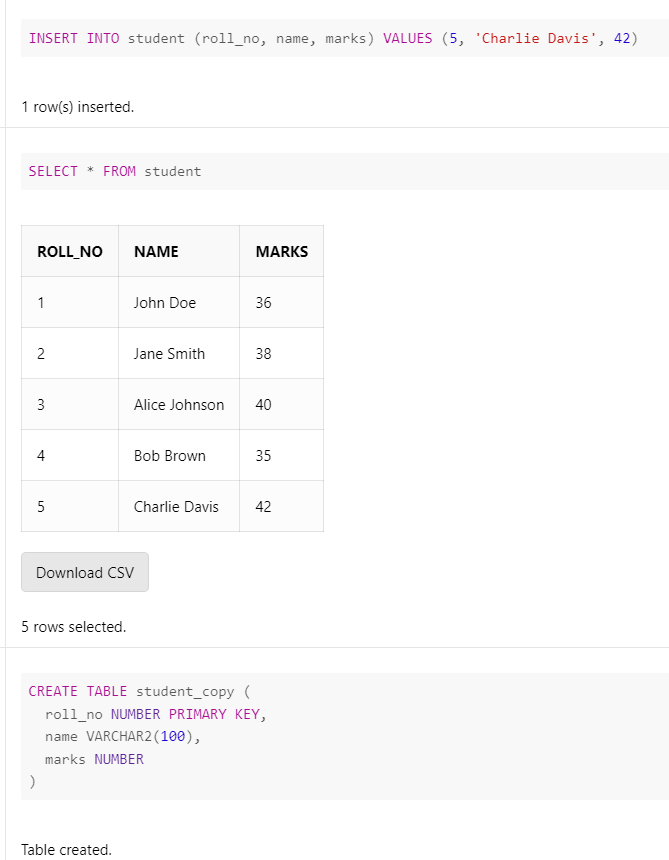 INSERT INTO student (roll_no, name, marks) VALUES (5, 'Charlie Davis', 42)
1 row(s) inserted.
SELECT * FROM student
ROLL_NO NAME MARKS
1 John Doe 36
2 Jane Smith 38
3 Alice Johnson 40
4 Bob Brown 35
5 Charlie Davis 42
Download CSV
5 rows selected.
CREATE TABLE student_copy (
roll_no NUMBER PRIMARY KEY,
name VARCHAR2(100),
marks NUMBER
)
Table created.